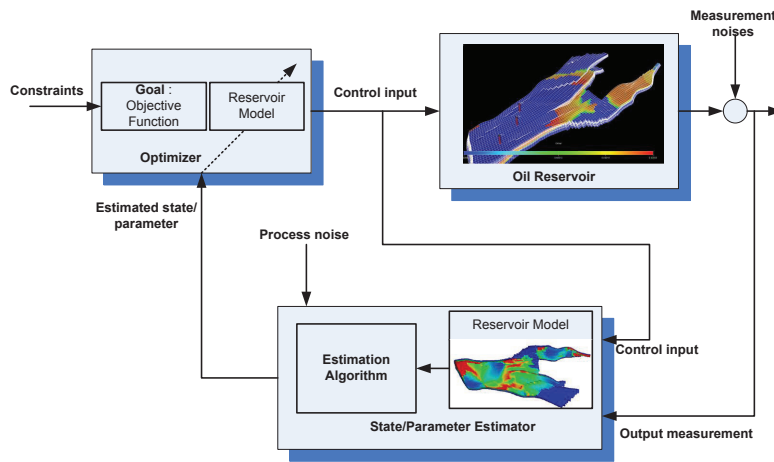 Measurement
noises
Constraints
Goal :
Objective
Function
Reservoir
Model
Optimizer
Control input
Oil Reservoir
Estimated state/
parameter
Process noise
Reservoir Model
Estimation
Algorithm
State/Parameter Estimator
Control input
Output measurement